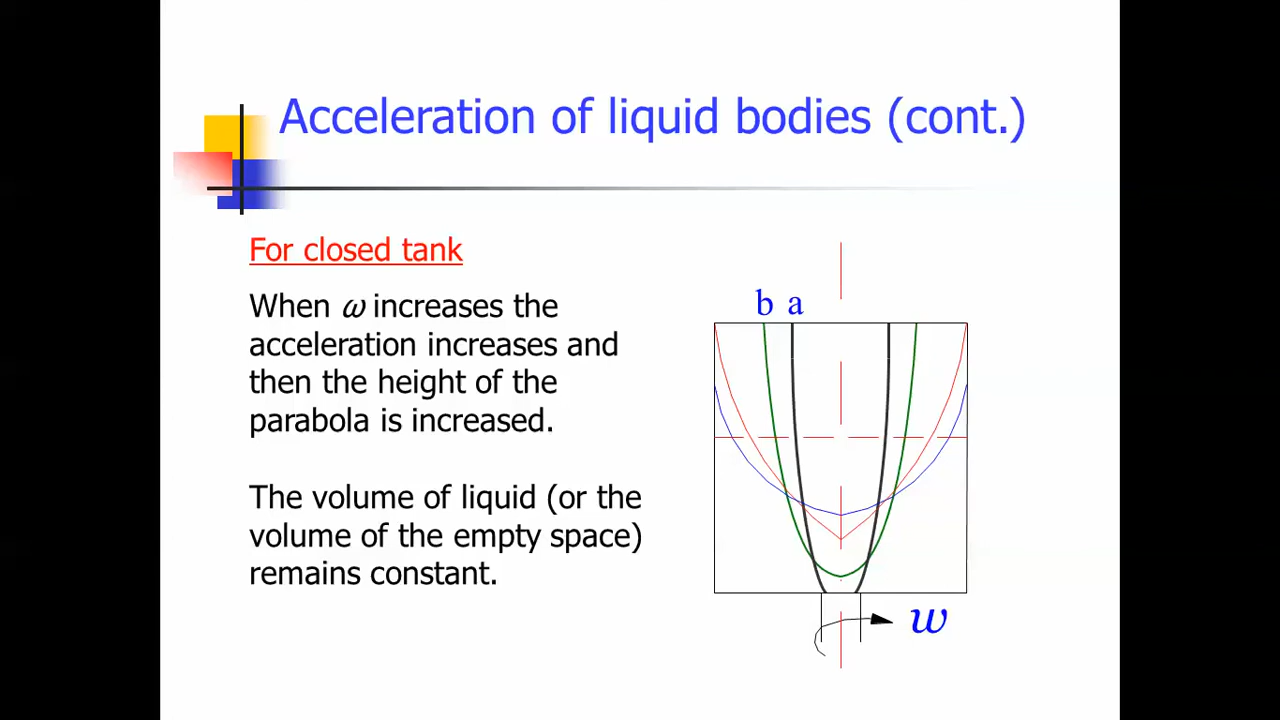 Acceleration of liquid bodies (cont.)
For closed tank
When ω increases the
acceleration increases and
then the height of the
parabola is increased.
The volume of liquid (or the
volume of the empty space)
remains constant.
b a
w